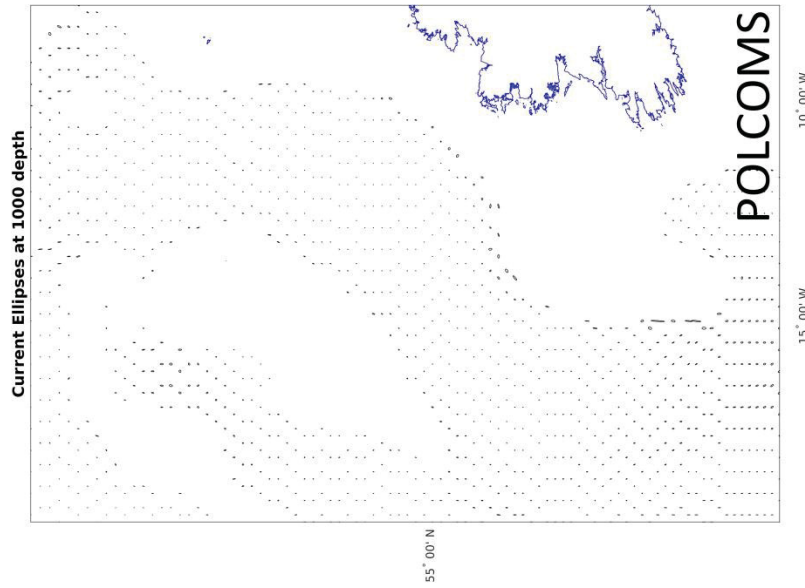 Current Ellipses at 1000 depth
55° 00' N
POLCOMS
15° 00' W
10° 00' W